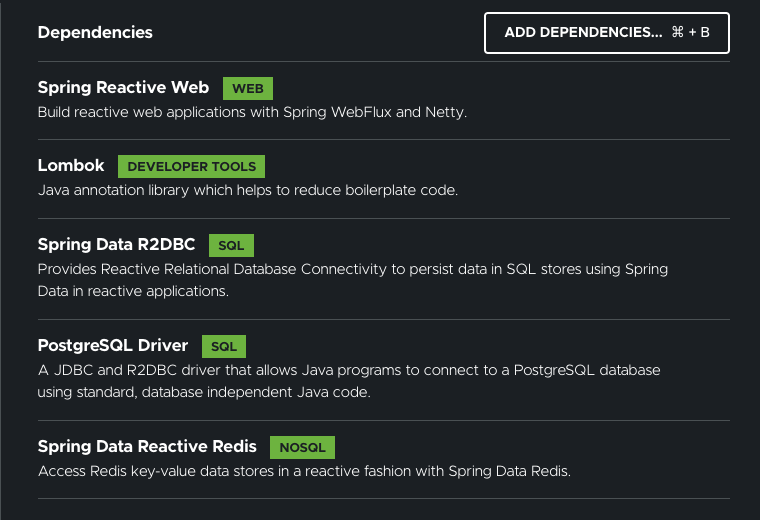 Dependencies
ADD DEPENDENCIES... ⌘ + B
Spring Reactive Web WEB
Build reactive web applications with Spring WebFlux and Netty.
Lombok DEVELOPER TOOLS
Java annotation library which helps to reduce boilerplate code.
Spring Data R2DBC SQL
Provides Reactive Relational Database Connectivity to persist data in SQL stores using Spring
Data in reactive applications.
PostgreSQL Driver SQL
A JDBC and R2DBC driver that allows Java programs to connect to a PostgreSQL database
using standard, database independent Java code.
Spring Data Reactive Redis NOSQL
Access Redis key-value data stores in a reactive fashion with Spring Data Redis.